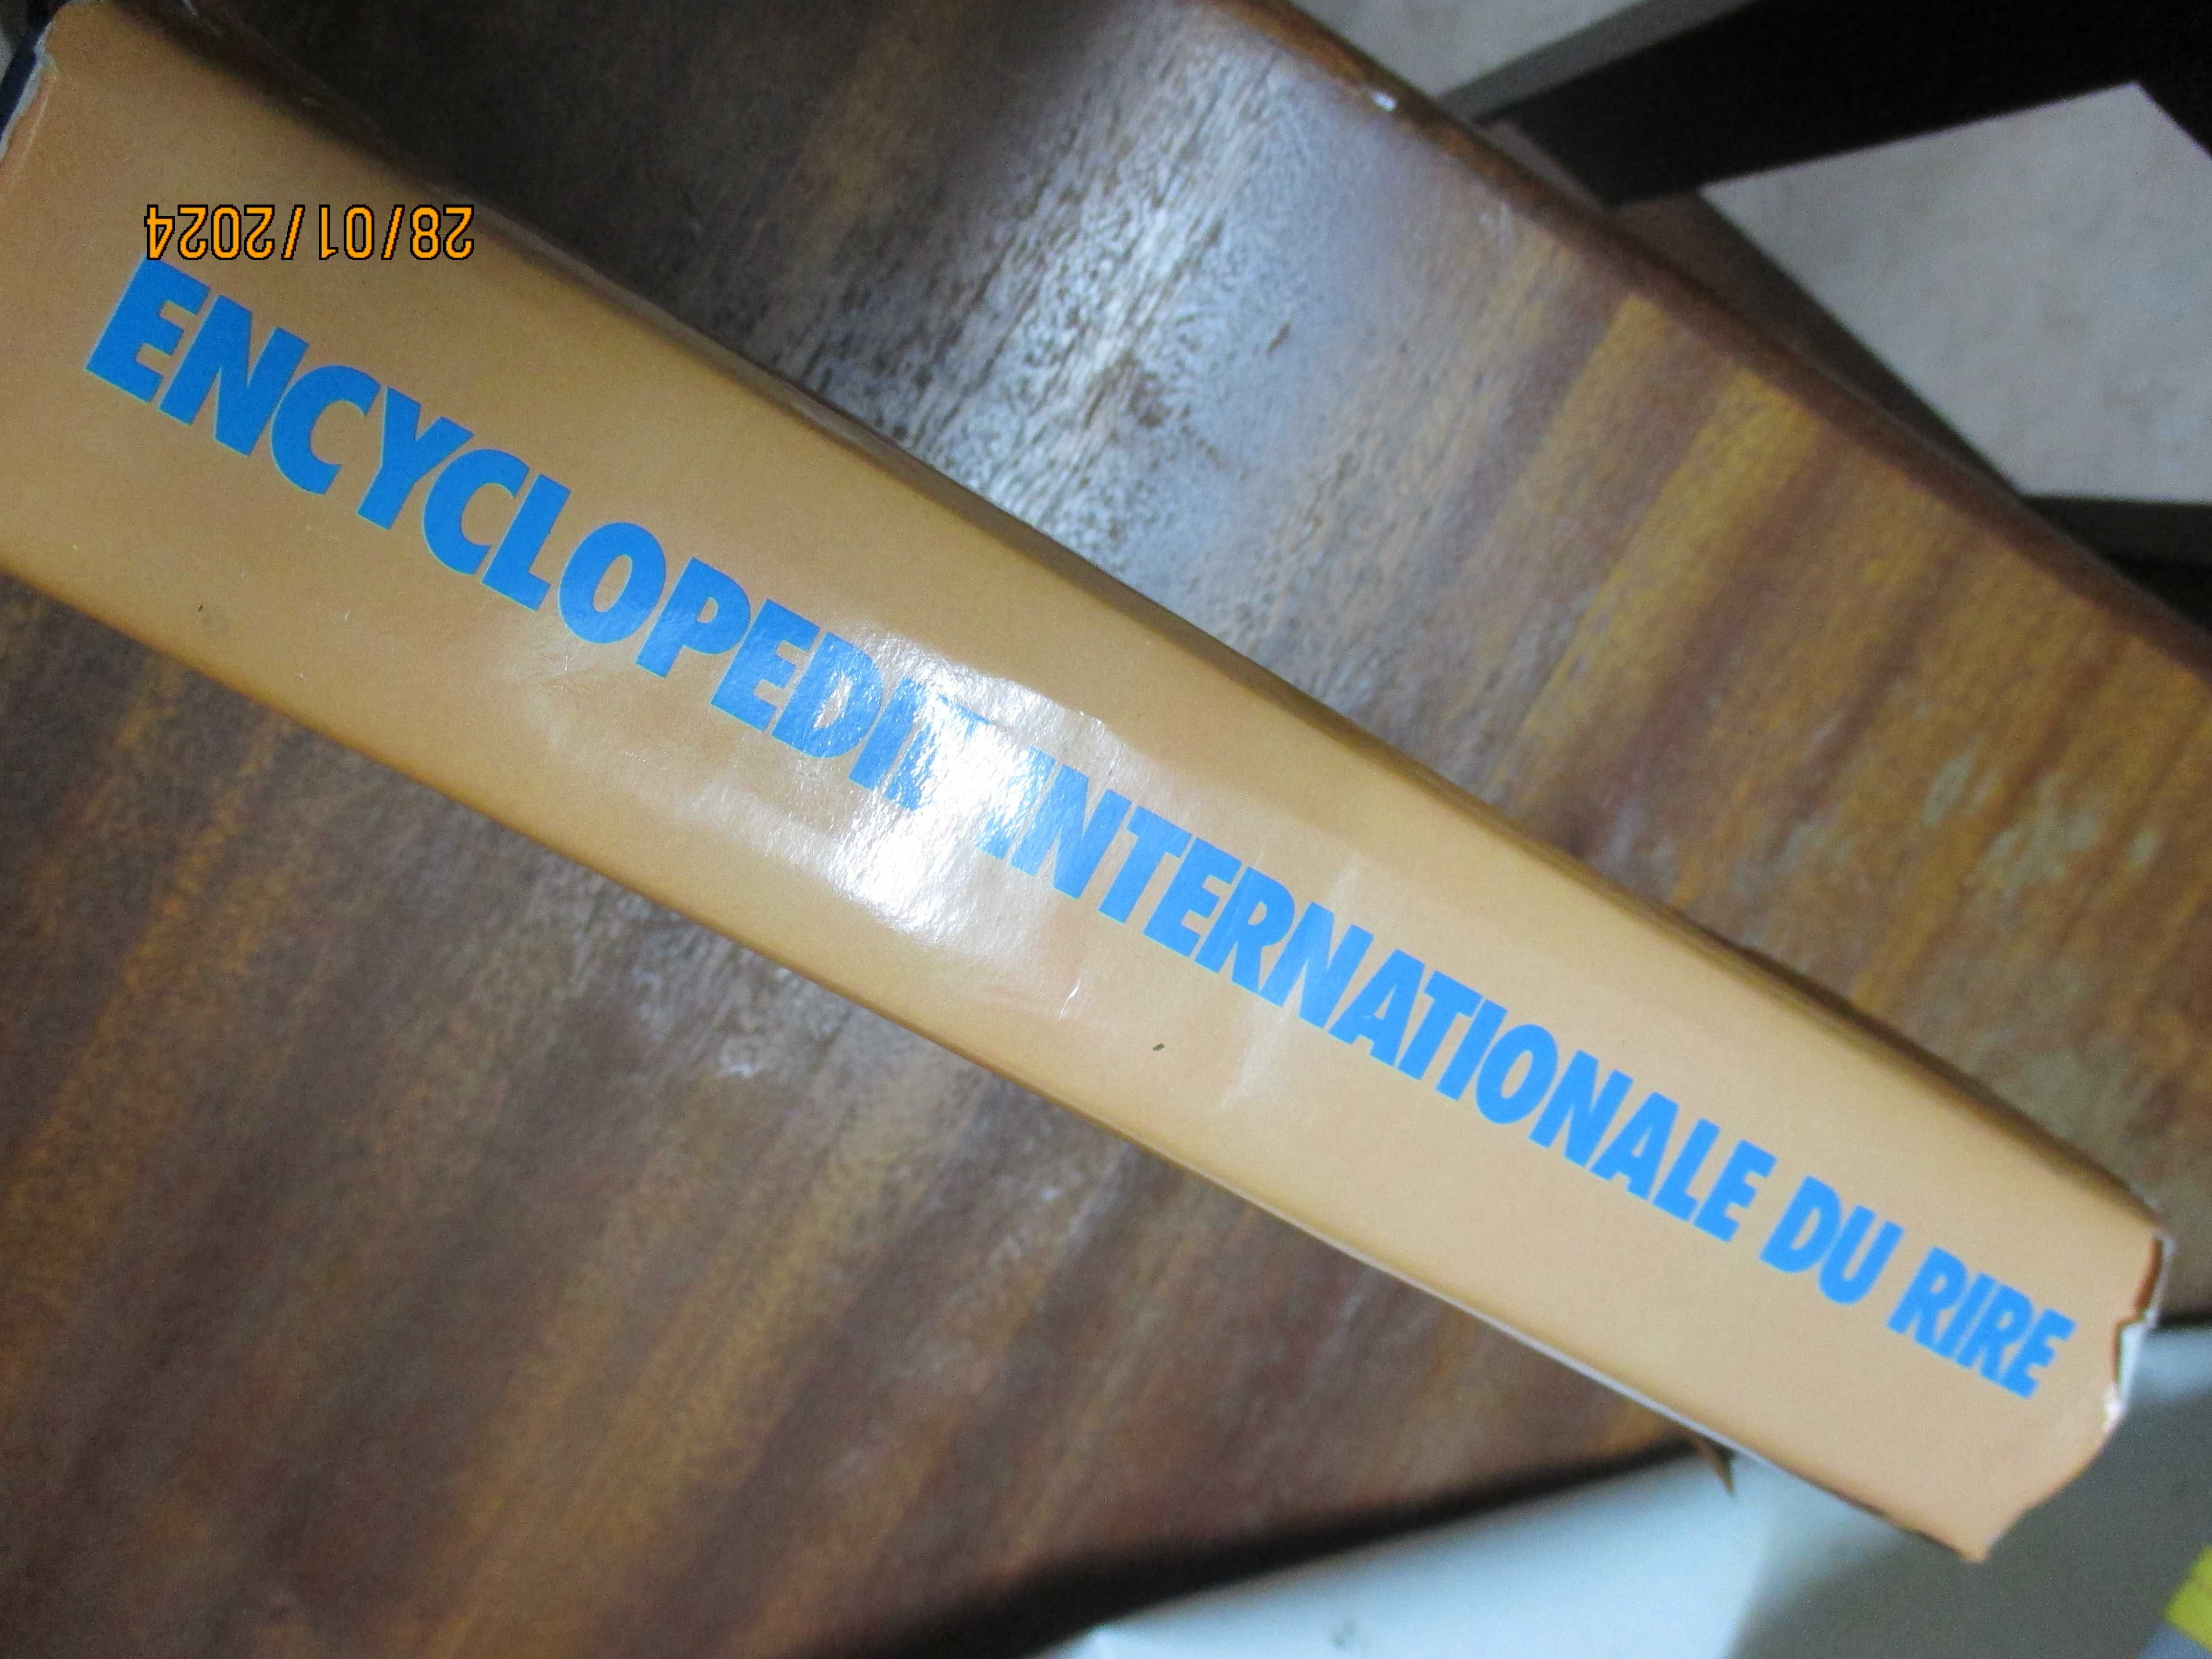 28/01/2024
ENCYCLOPEDIE INTERNATIONALE DU RIRE